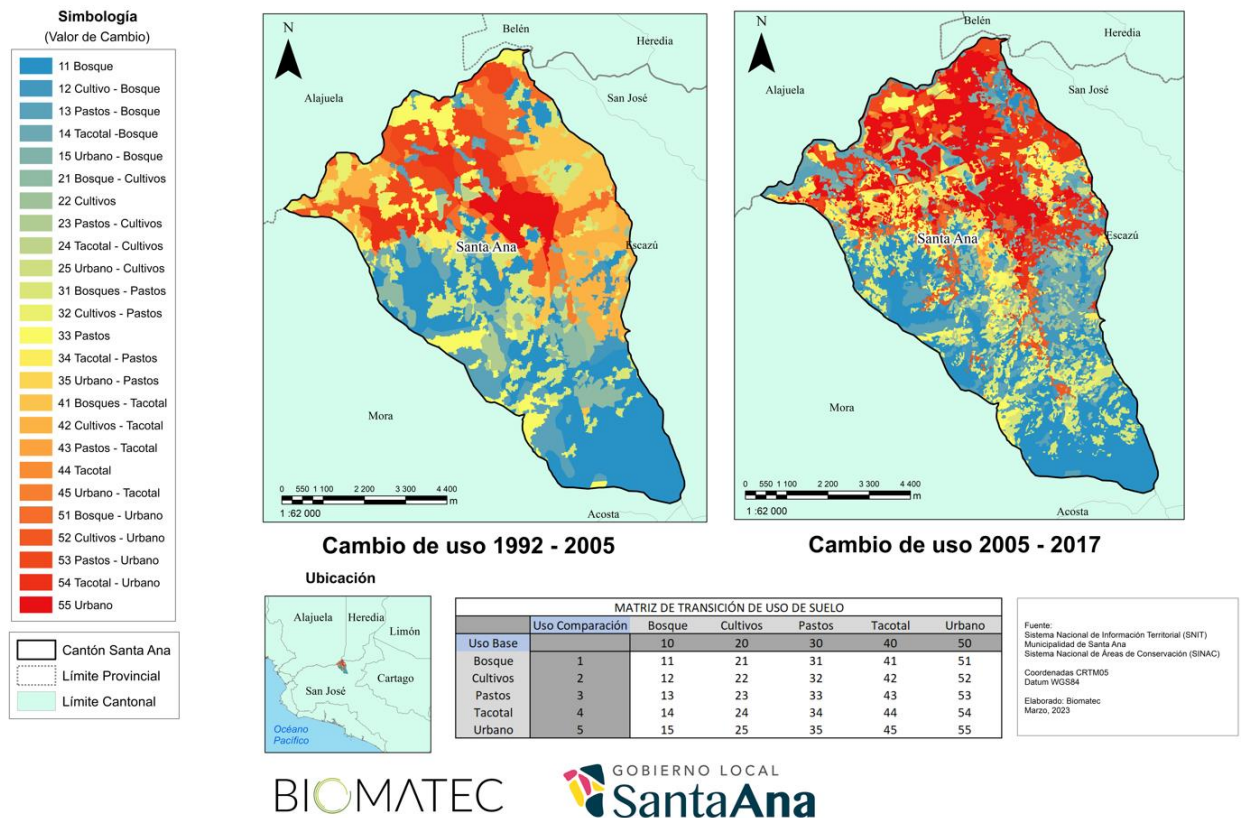 Simbología
(Valor de Cambio)
11 Bosque
12 Cultivo - Bosque
13 Pastos - Bosque
14 Tacotal -Bosque
15 Urbano - Bosque
21 Bosque - Cultivos
22 Cultivos
23 Pastos - Cultivos
24 Tacotal - Cultivos
25 Urbano - Cultivos
31 Bosques - Pastos
32 Cultivos - Pastos
33 Pastos
34 Tacotal - Pastos
35 Urbano - Pastos
41 Bosques - Tacotal
42 Cultivos - Tacotal
43 Pastos - Tacotal
44 Tacotal
45 Urbano - Tacotal
51 Bosque - Urbano
52 Cultivos - Urbano
53 Pastos - Urbano
54 Tacotal - Urbano
55 Urbano
Cantón Santa Ana
Límite Provincial
Límite Cantonal
N
Belén
Heredia
Alajuela
San José
Santa Ana
Escazú
Mora
Acosta
0 550 1 100 2 200 3 300 4 400
m
1 :62 000
Cambio de uso 1992 - 2005
N
Belén
Heredia
Alajuela
San José
Santa Ana
Escazú
Mora
Acosta
0 550 1 100 2 200 3 300 4 400
m
1 :62 000
Cambio de uso 2005 - 2017
Ubicación
Alajuela
Heredia
Limón
Cartago
San José
Océano
Pacífico
MATRIZ DE TRANSICIÓN DE USO DE SUELO
Uso Comparación Bosque Cultivos Pastos Tacotal Urbano
Uso Base 10 20 30 40 50
Bosque 1 11 21 31 41 51
Cultivos 2 12 22 32 42 52
Pastos 3 13 23 33 43 53
Tacotal 4 14 24 34 44 54
Urbano 5 15 25 35 45 55
Fuente:
Sistema Nacional de Información Territorial (SNIT)
Municipalidad de Santa Ana
Sistema Nacional de Áreas de Conservación (SINAC)
Coordenadas CRTM05
Datum WGS84
Elaborado: Biomatec
Marzo, 2023
BIOMATEC
GOBIERNO LOCAL
SantaAna